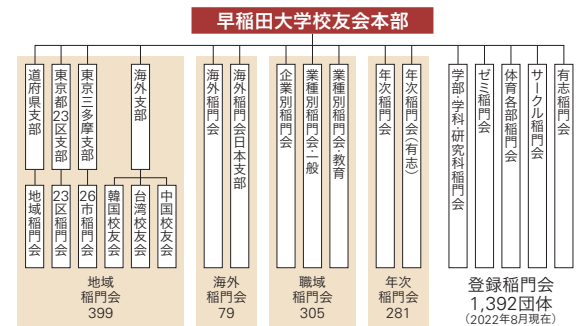 早稲田大学校友会本部
道府県支部
東京都23区支部
東京三多摩支部
海外支部
海外稲門会
海外稲門会日本支部
企業別稲門会
業種別稲門会・一般
業種別稲門会・教育
年次稲門会
年次稲門会（有志）
学部・学科・研究科稲門会
ゼミ稲門会
体育各部稲門会
サークル稲門会
有志稲門会
地域稲門会
23区稲門会
26市稲門会
韓国校友会
台湾校友会
中国校友会
地域
稲門会
399
海外
稲門会
79
職域
稲門会
305
年次
稲門会
281
登録稲門会
1,392団体
（2022年8月現在）